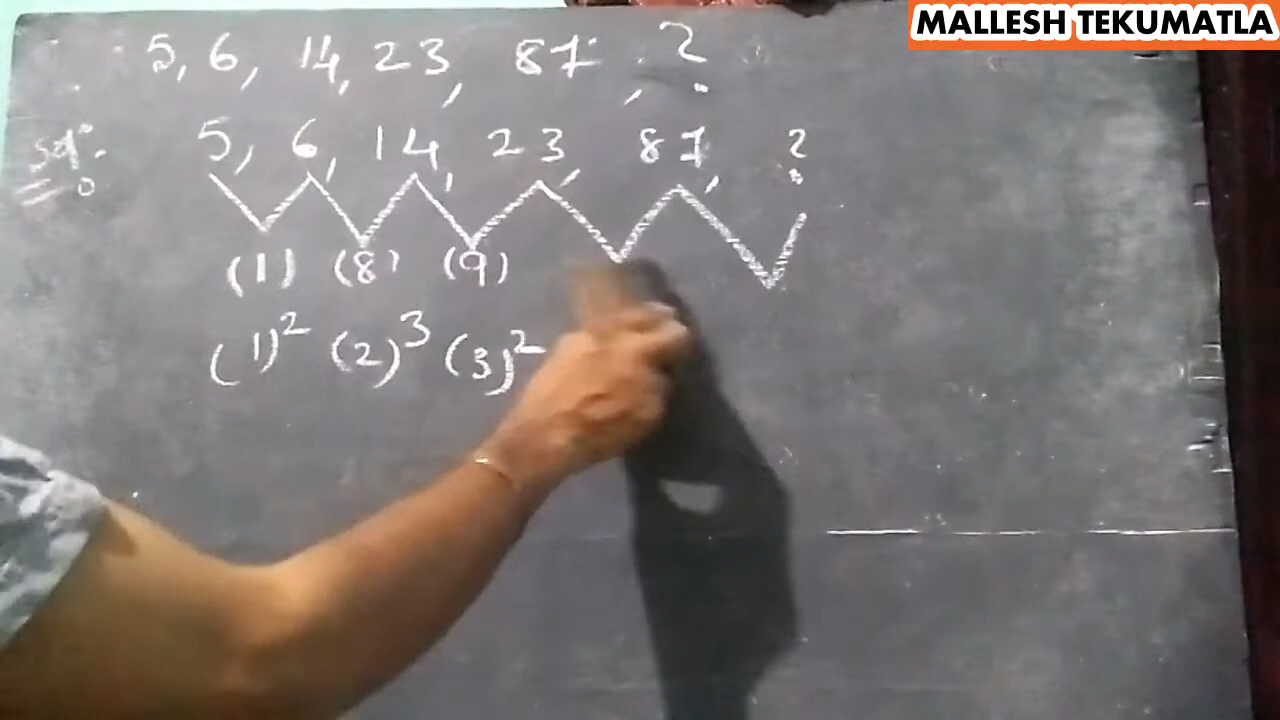 MALLESH TEKUMATLA
5, 6, 14, 23, 87, ?
Sol: 5, 6, 14, 23, 87, ?
(1) (8) (9)
(1)² (2)³ (3)²